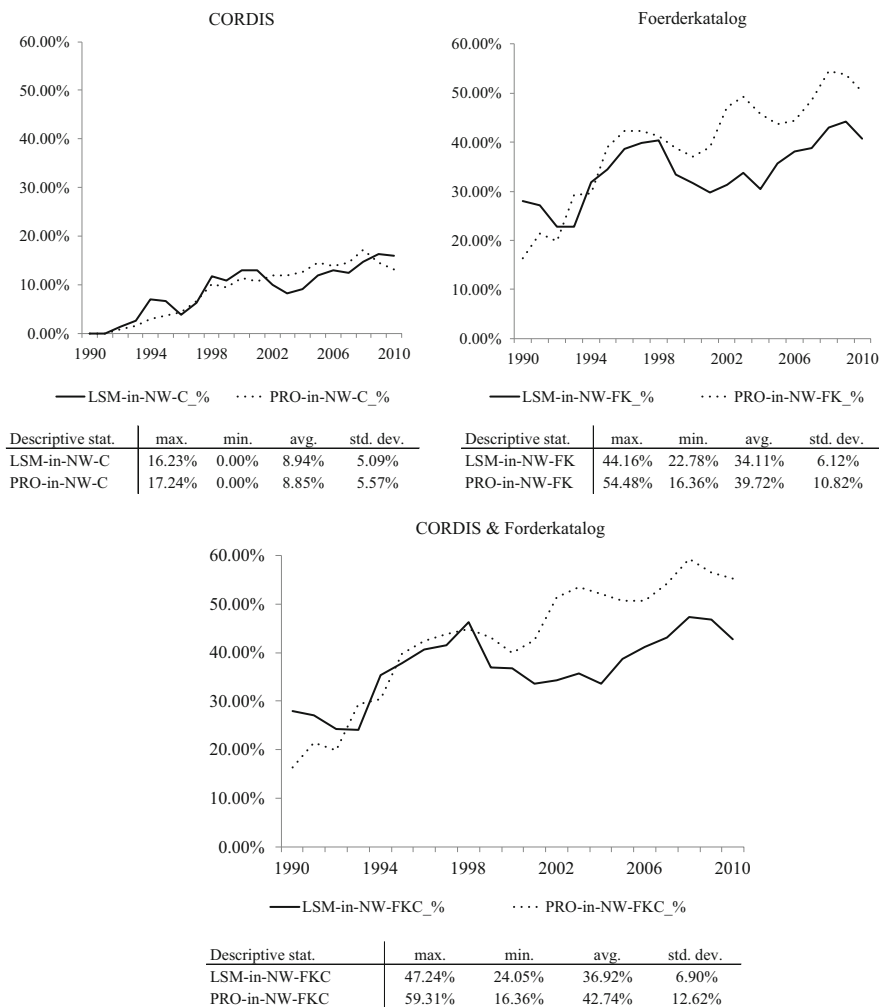 CORDIS
60.00%
50.00%
40.00%
30.00%
20.00%
10.00%
0.00%
1990 1994 1998 2002 2006 2010
LSM-in-NW-C_% PRO-in-NW-C_%
Descriptive stat. max. min. avg. std. dev.
LSM-in-NW-C 16.23% 0.00% 8.94% 5.09%
PRO-in-NW-C 17.24% 0.00% 8.85% 5.57%
Foerderkatalog
60.00%
50.00%
40.00%
30.00%
20.00%
10.00%
0.00%
1990 1994 1998 2002 2006 2010
LSM-in-NW-FK_% PRO-in-NW-FK_%
Descriptive stat. max. min. avg. std. dev.
LSM-in-NW-FK 44.16% 22.78% 34.11% 6.12%
PRO-in-NW-FK 54.48% 16.36% 39.72% 10.82%
CORDIS & Forderkatalog
60.00%
50.00%
40.00%
30.00%
20.00%
10.00%
0.00%
1990 1994 1998 2002 2006 2010
LSM-in-NW-FKC_% PRO-in-NW-FKC_%
Descriptive stat. max. min. avg. std. dev.
LSM-in-NW-FKC 47.24% 24.05% 36.92% 6.90%
PRO-in-NW-FKC 59.31% 16.36% 42.74% 12.62%